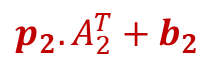 p₂.A₂ᵀ + b₂